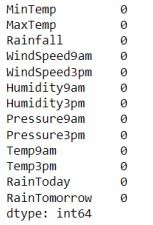 MinTemp 0
MaxTemp 0
Rainfall 0
WindSpeed9am 0
WindSpeed3pm 0
Humidity9am 0
Humidity3pm 0
Pressure9am 0
Pressure3pm 0
Temp9am 0
Temp3pm 0
RainToday 0
RainTomorrow 0
dtype: int64